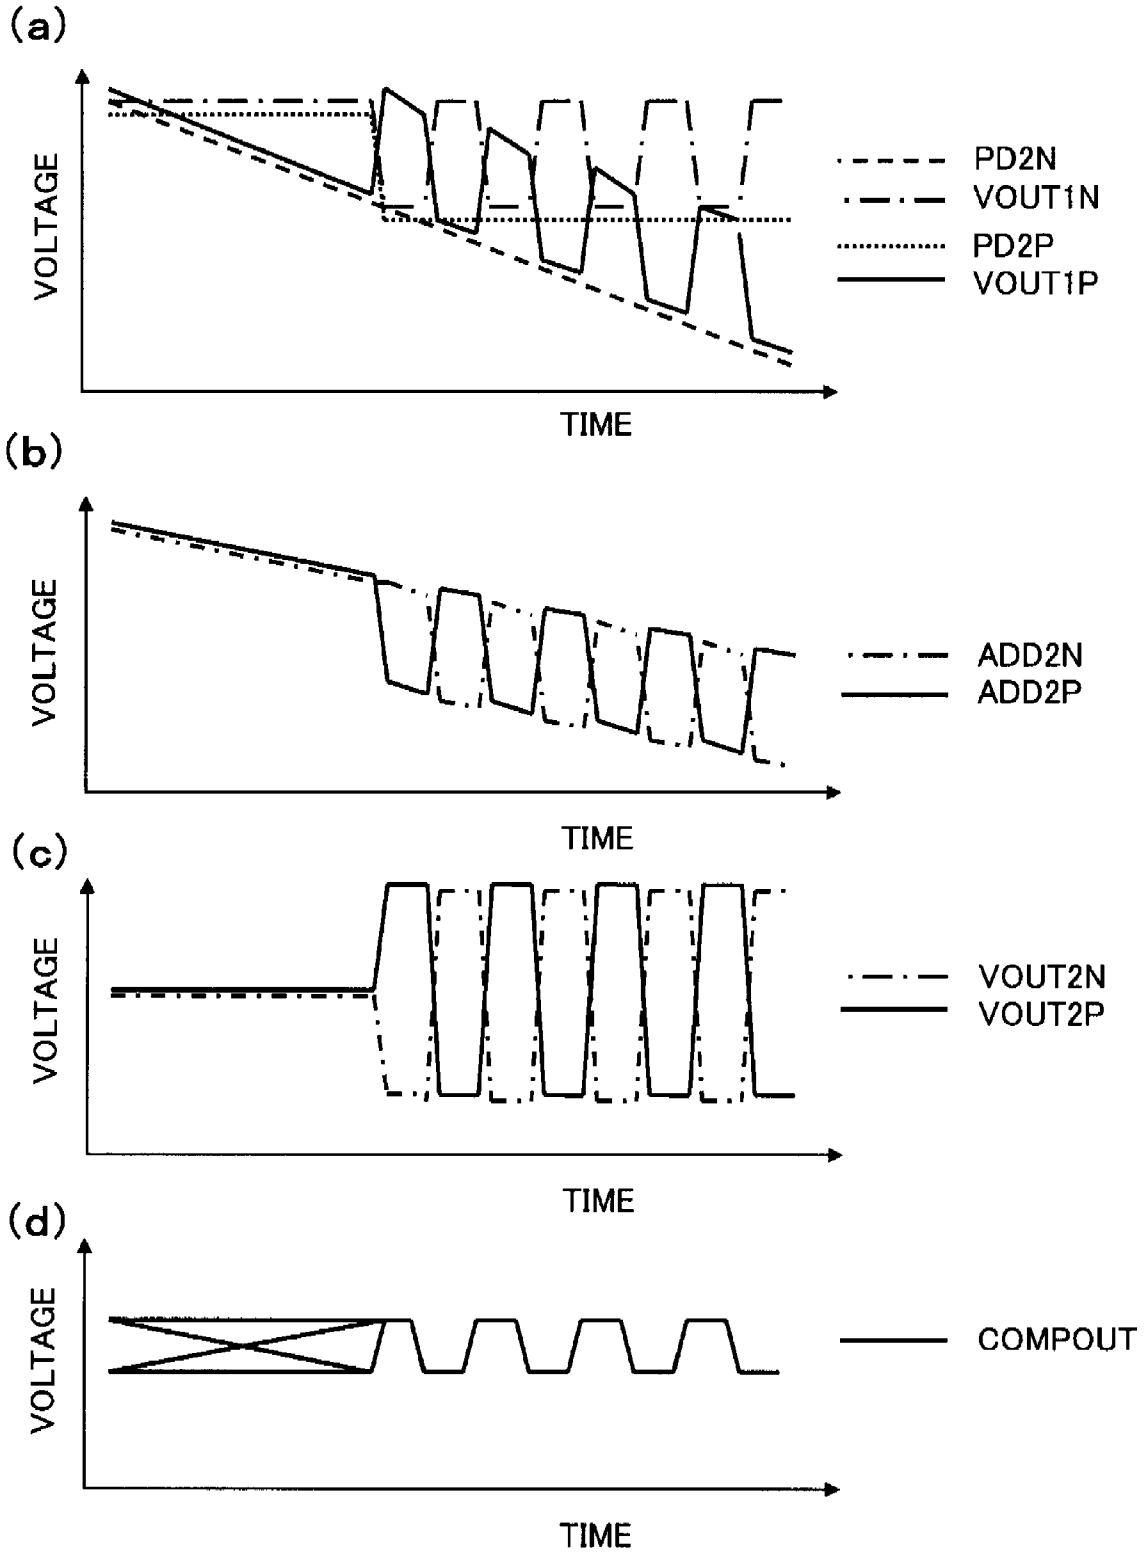 (a)
VOLTAGE
PD2N
VOUT1N
PD2P
VOUT1P
TIME
(b)
VOLTAGE
ADD2N
ADD2P
TIME
(c)
VOLTAGE
VOUT2N
VOUT2P
TIME
(d)
VOLTAGE
COMPOUT
TIME